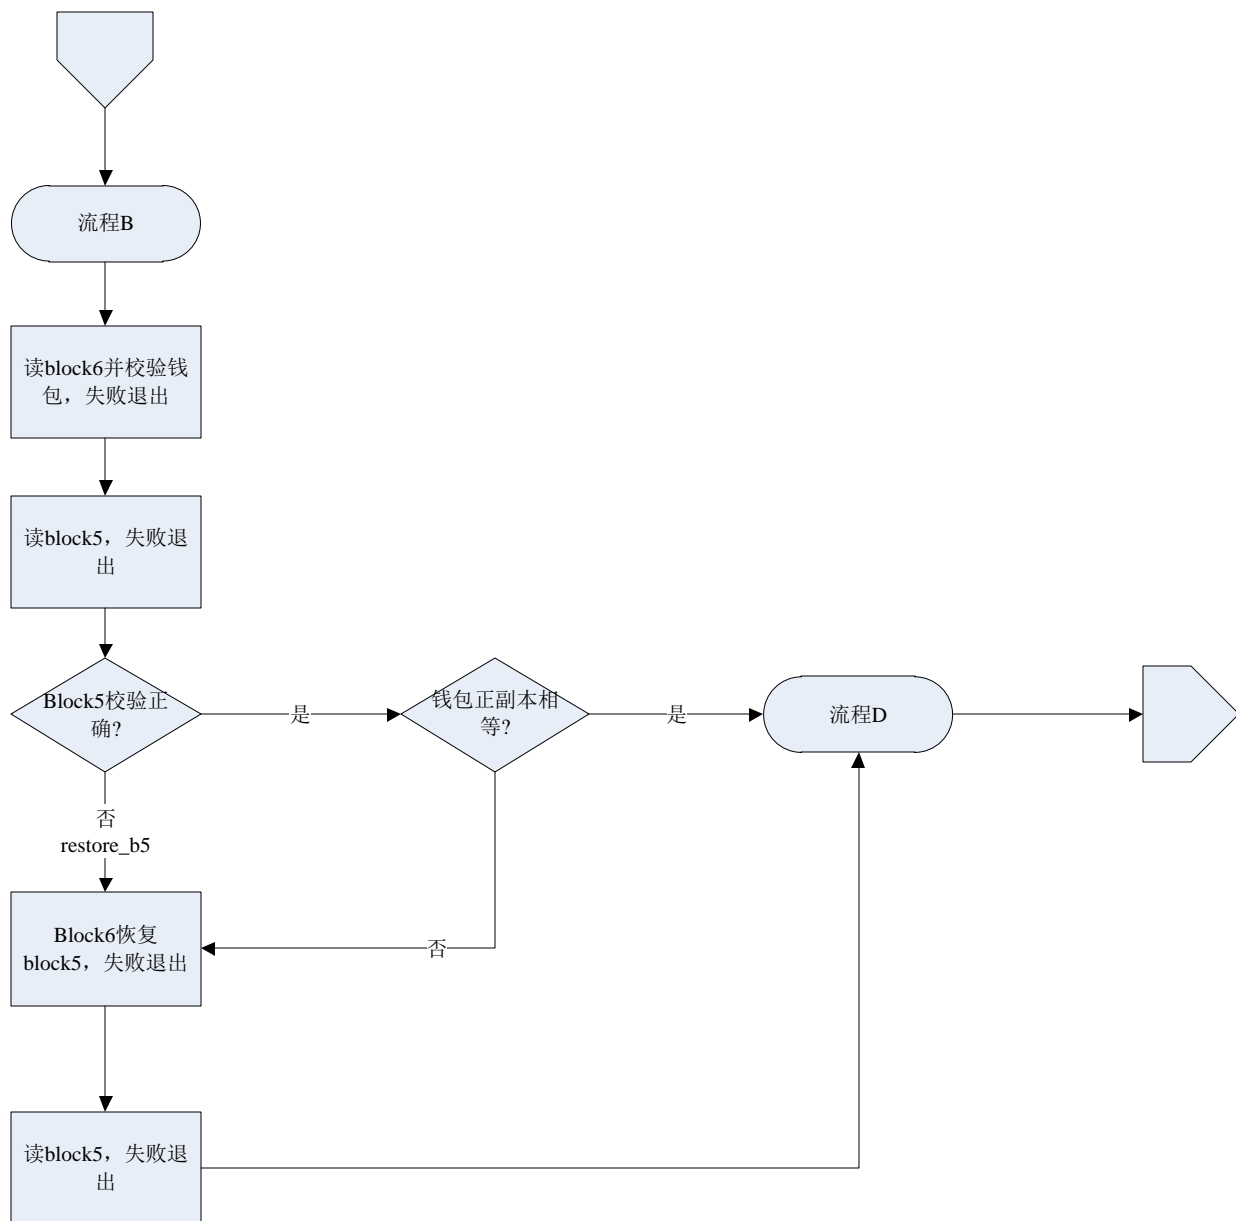 流程B
读block6并校验钱
包，失败退出
读block5，失败退
出
Block5校验正
确?
是
钱包正副本相
等?
是
流程D
否
restore_b5
Block6恢复
block5，失败退出
否
读block5，失败退
出